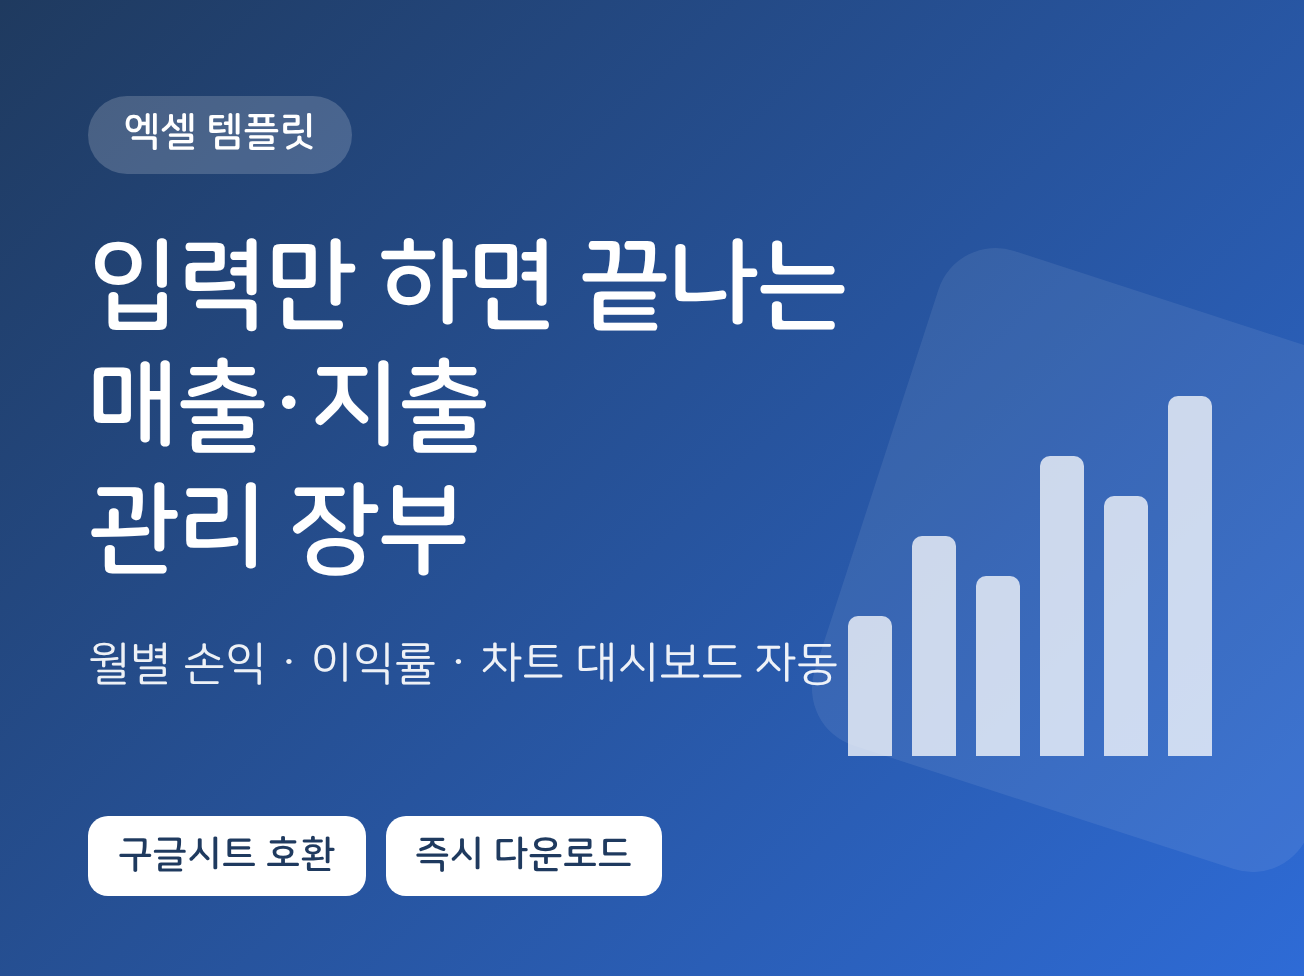 엑셀 템플릿
입력만 하면 끝나는
매출·지출
관리 장부
월별 손익 · 이익률 · 차트 대시보드 자동
구글시트 호환
즉시 다운로드